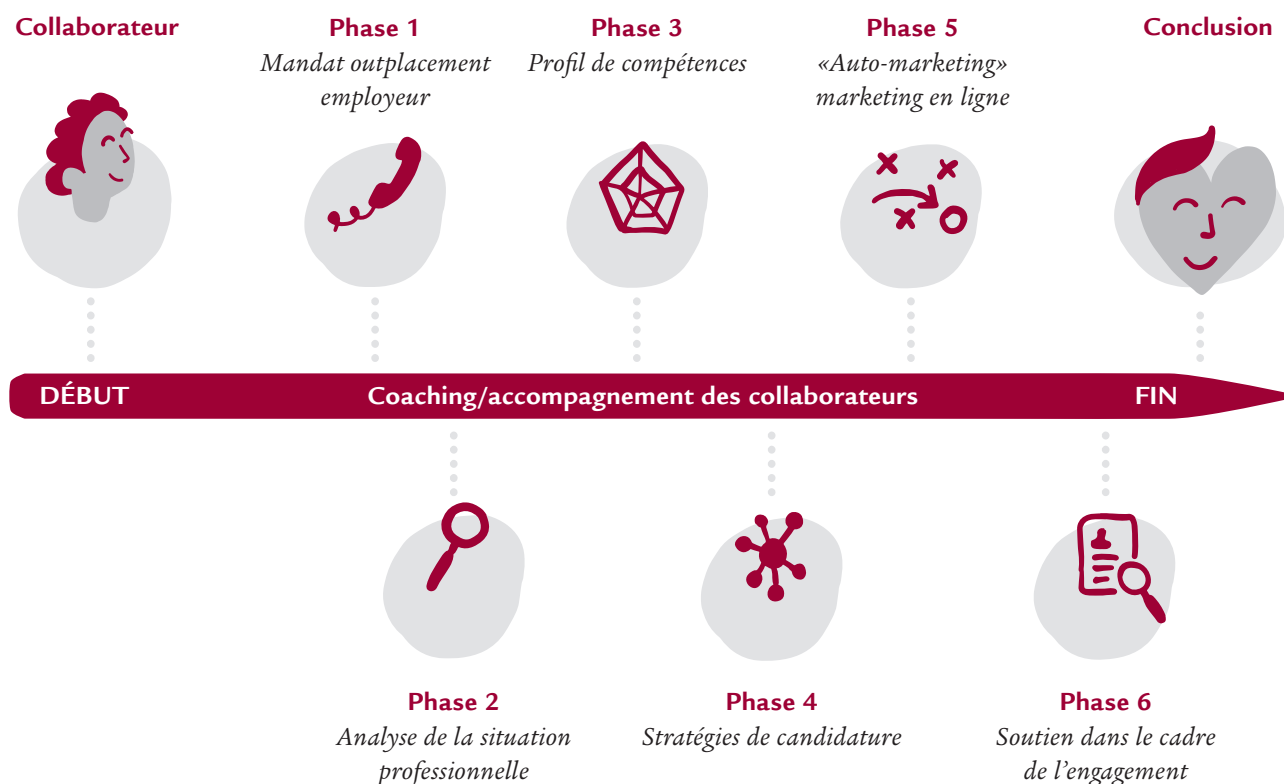 Collaborateur
Phase 1
Mandat outplacement
employeur
Phase 3
Profil de compétences
Phase 5
«Auto-marketing»
marketing en ligne
Conclusion
DÉBUT
Coaching/accompagnement des collaborateurs
FIN
Phase 2
Analyse de la situation
professionnelle
Phase 4
Stratégies de candidature
Phase 6
Soutien dans le cadre
de l’engagement